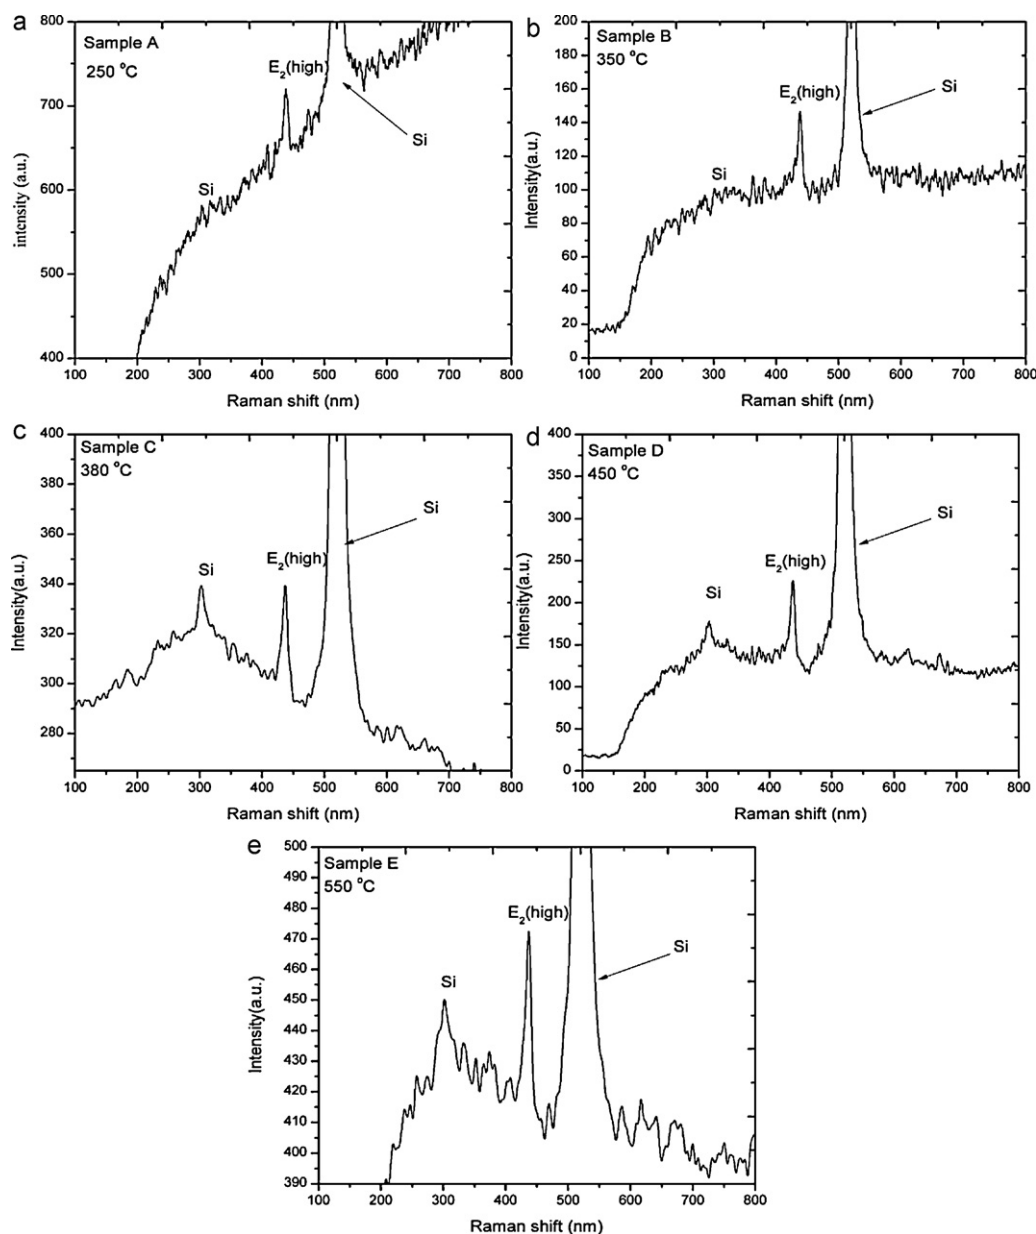 a
Sample A
250 °C
E₂(high)
Si
Si
intensity (a.u.)
800
700
600
500
400
100 200 300 400 500 600 700 800
Raman shift (nm)
b
Sample B
350 °C
E₂(high)
Si
Si
Intensity(a.u.)
200
180
160
140
120
100
80
60
40
20
0
100 200 300 400 500 600 700 800
Raman shift (nm)
c
Sample C
380 °C
Si
E₂(high)
Si
Intensity(a.u.)
400
380
360
340
320
300
280
100 200 300 400 500 600 700 800
Raman shift (nm)
d
Sample D
450 °C
Si
E₂(high)
Si
Intensity(a.u.)
400
350
300
250
200
150
100
50
0
100 200 300 400 500 600 700 800
Raman shift (nm)
e
Sample E
550 °C
E₂(high)
Si
Si
Intensity(a.u.)
500
490
480
470
460
450
440
430
420
410
400
390
100 200 300 400 500 600 700 800
Raman shift (nm)